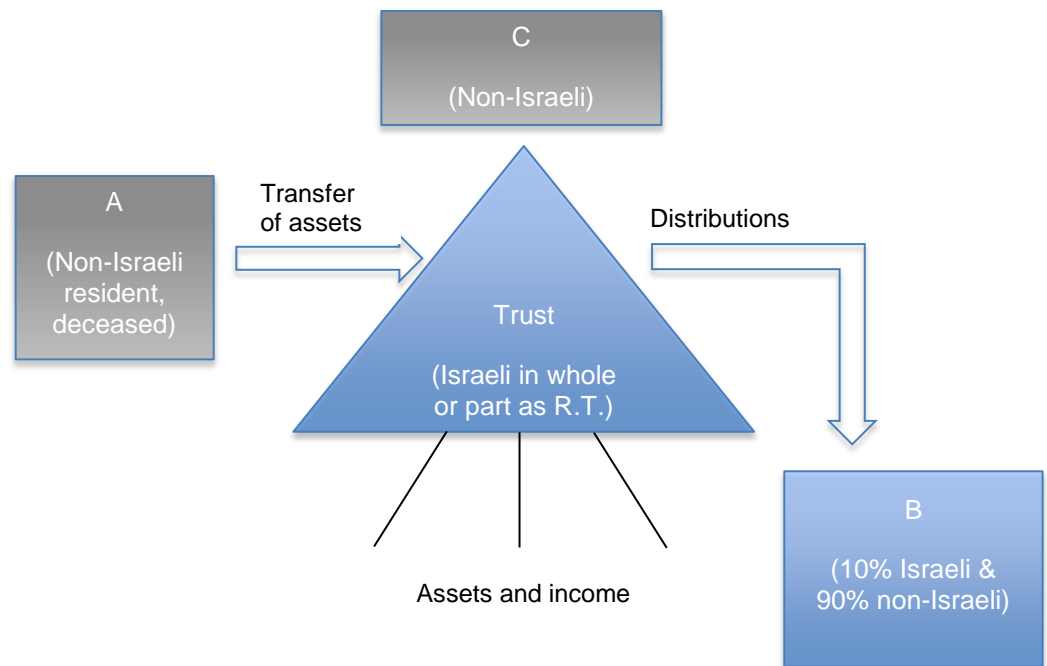 C
(Non-Israeli)
A
(Non-Israeli
resident,
deceased)
Transfer
of assets
Distributions
Trust
(Israeli in whole
or part as R.T.)
B
(10% Israeli &
90% non-Israeli)
Assets and income